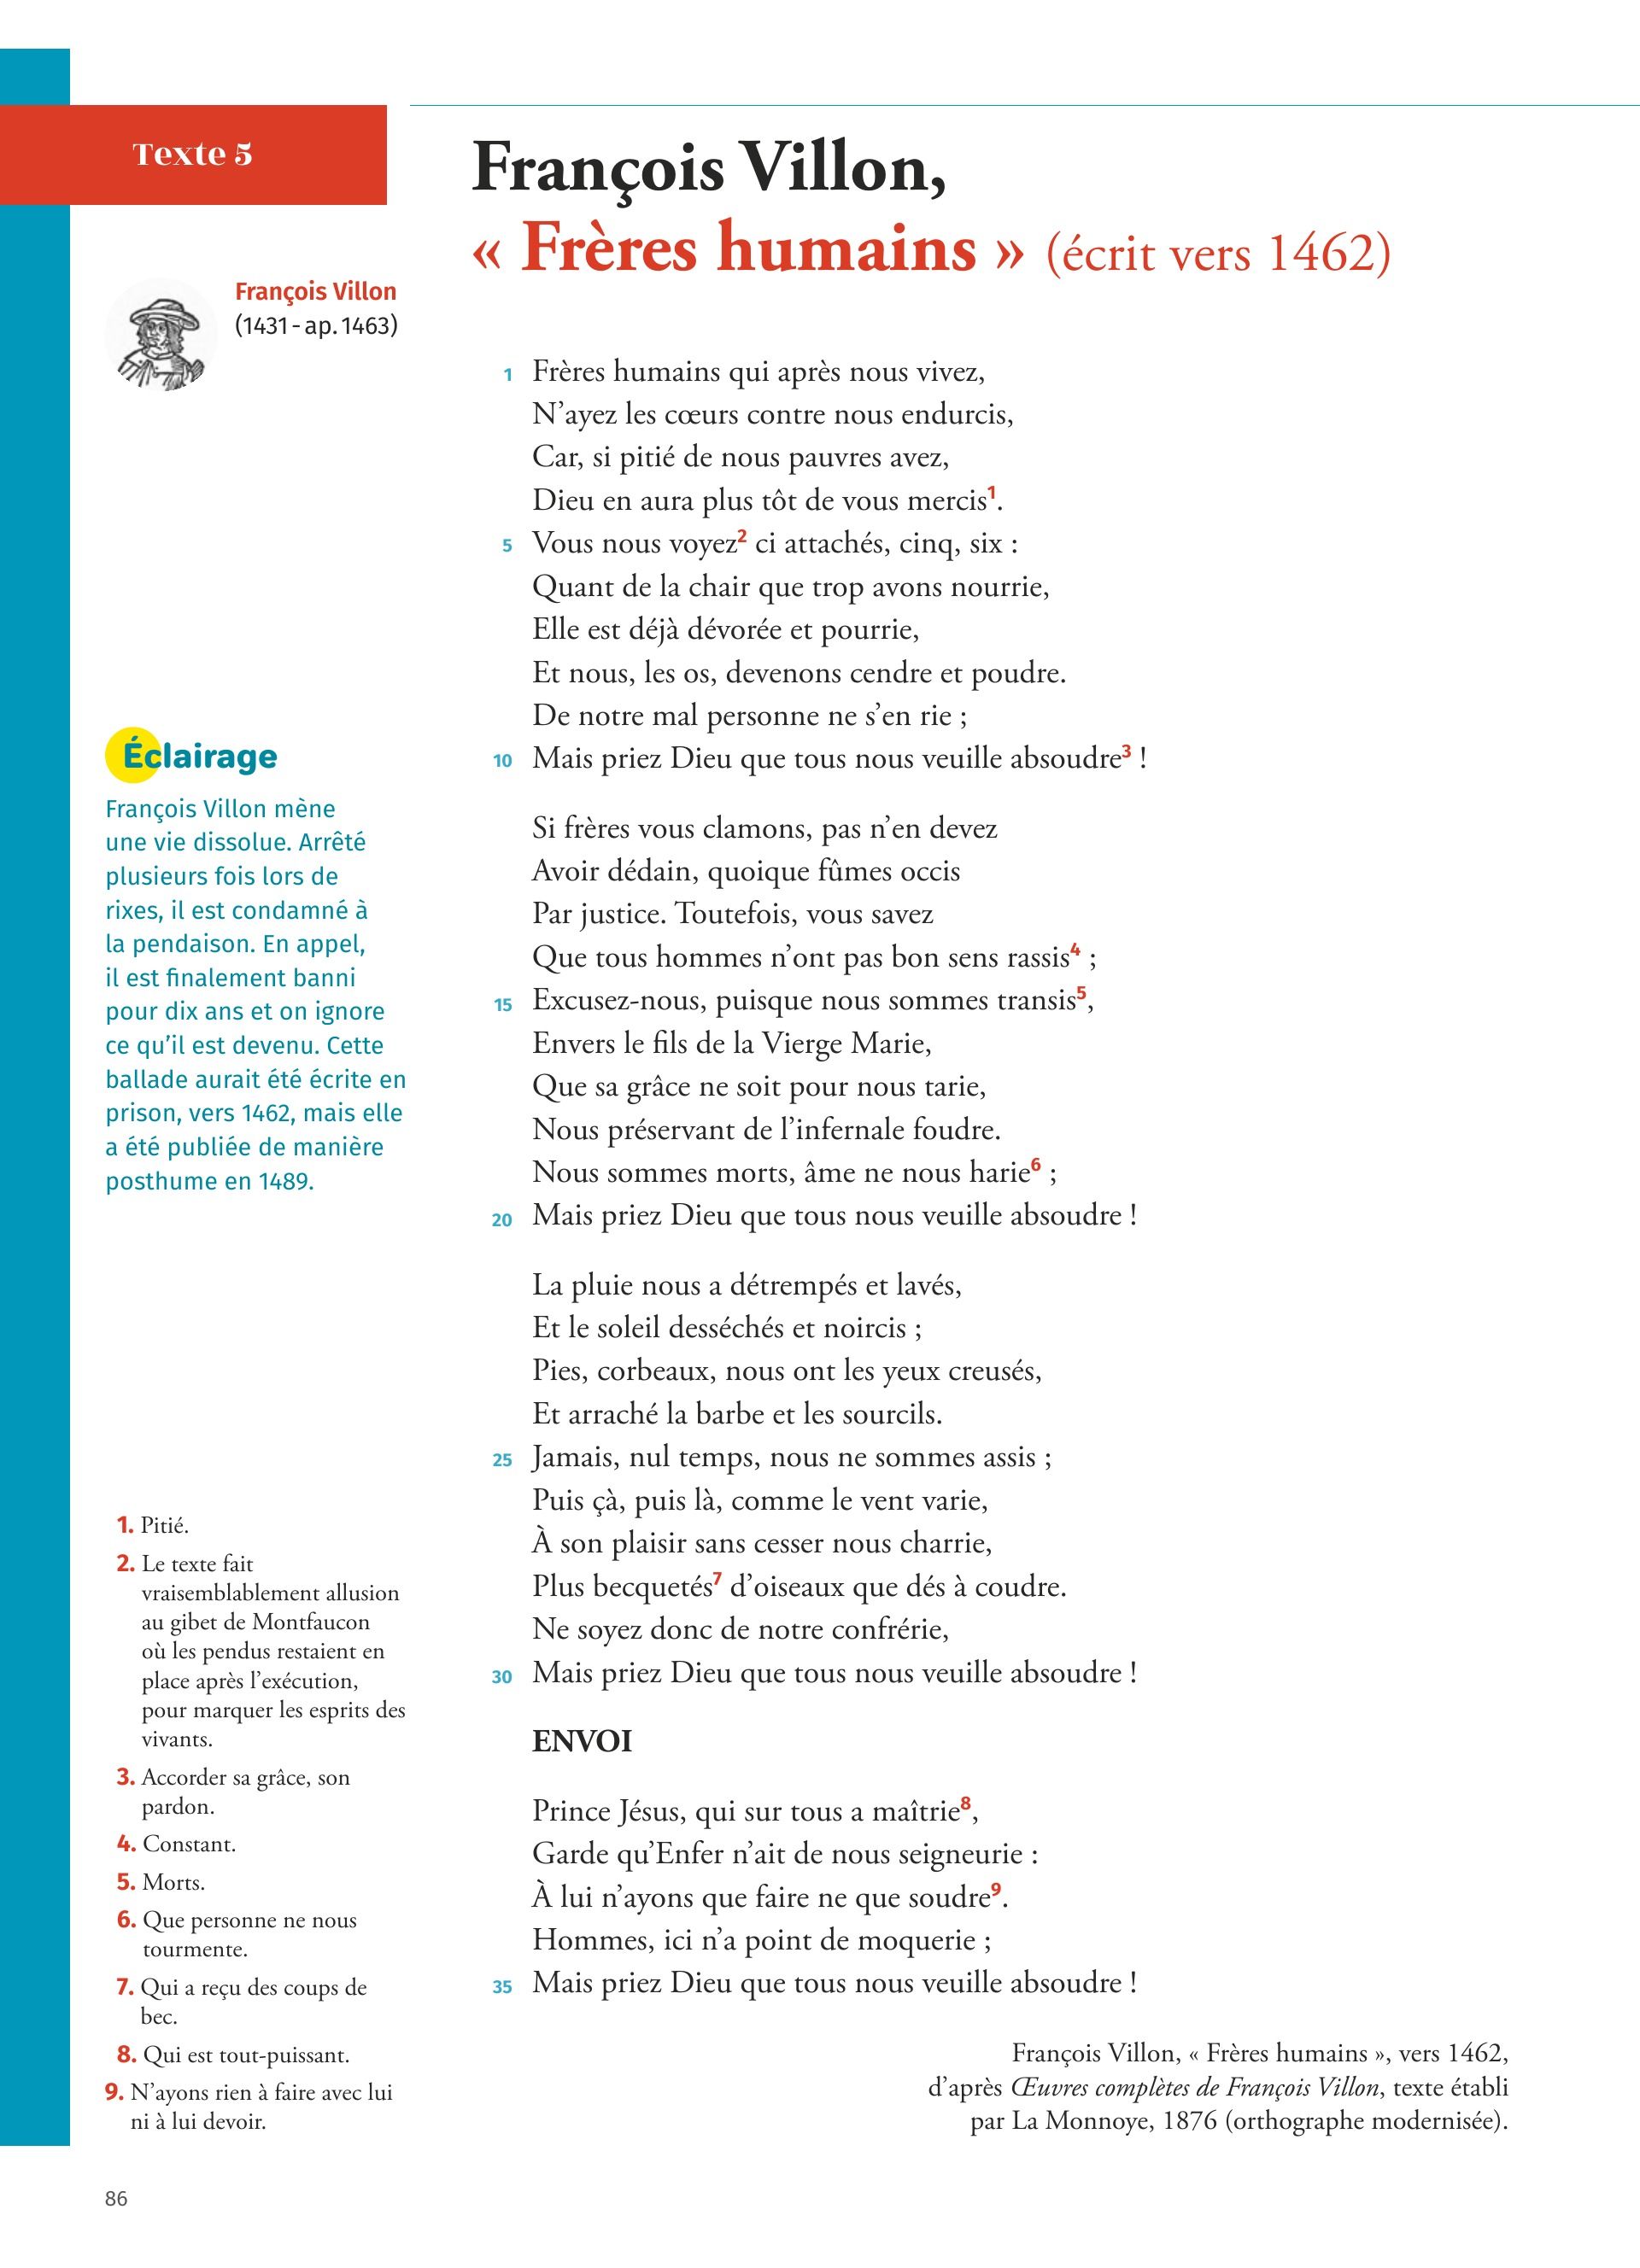 Texte 5
François Villon,
« Frères humains » (écrit vers 1462)
François Villon
(1431 - ap. 1463)
1 Frères humains qui après nous vivez,
N’ayez les cœurs contre nous endurcis,
Car, si pitié de nous pauvres avez,
Dieu en aura plus tôt de vous mercis1.
5 Vous nous voyez2 ci attachés, cinq, six :
Quant de la chair que trop avons nourrie,
Elle est déjà dévorée et pourrie,
Et nous, les os, devenons cendre et poudre.
De notre mal personne ne s’en rie ;
10 Mais priez Dieu que tous nous veuille absoudre3 !
Si frères vous clamons, pas n’en devez
Avoir dédain, quoique fûmes occis
Par justice. Toutefois, vous savez
Que tous hommes n’ont pas bon sens rassis4 ;
15 Excusez-nous, puisque nous sommes transis5,
Envers le fils de la Vierge Marie,
Que sa grâce ne soit pour nous tarie,
Nous préservant de l’infernale foudre.
Nous sommes morts, âme ne nous harie6 ;
20 Mais priez Dieu que tous nous veuille absoudre !
La pluie nous a détrempés et lavés,
Et le soleil desséchés et noircis ;
Pies, corbeaux, nous ont les yeux creusés,
Et arraché la barbe et les sourcils.
25 Jamais, nul temps, nous ne sommes assis ;
Puis çà, puis là, comme le vent varie,
À son plaisir sans cesser nous charrie,
Plus becquetés7 d’oiseaux que dés à coudre.
Ne soyez donc de notre confrérie,
30 Mais priez Dieu que tous nous veuille absoudre !
ENVOI
Prince Jésus, qui sur tous a maîtrie8,
Garde qu’Enfer n’ait de nous seigneurie :
À lui n’ayons que faire ne que soudre9.
Hommes, ici n’a point de moquerie ;
35 Mais priez Dieu que tous nous veuille absoudre !
François Villon, « Frères humains », vers 1462,
d’après Œuvres complètes de François Villon, texte établi
par La Monnoye, 1876 (orthographe modernisée).
Éclairage
François Villon mène
une vie dissolue. Arrêté
plusieurs fois lors de
rixes, il est condamné à
la pendaison. En appel,
il est finalement banni
pour dix ans et on ignore
ce qu’il est devenu. Cette
ballade aurait été écrite en
prison, vers 1462, mais elle
a été publiée de manière
posthume en 1489.
1. Pitié.
2. Le texte fait
vraisemblablement allusion
au gibet de Montfaucon
où les pendus restaient en
place après l’exécution,
pour marquer les esprits des
vivants.
3. Accorder sa grâce, son
pardon.
4. Constant.
5. Morts.
6. Que personne ne nous
tourmente.
7. Qui a reçu des coups de
bec.
8. Qui est tout-puissant.
9. N’ayons rien à faire avec lui
ni à lui devoir.
86